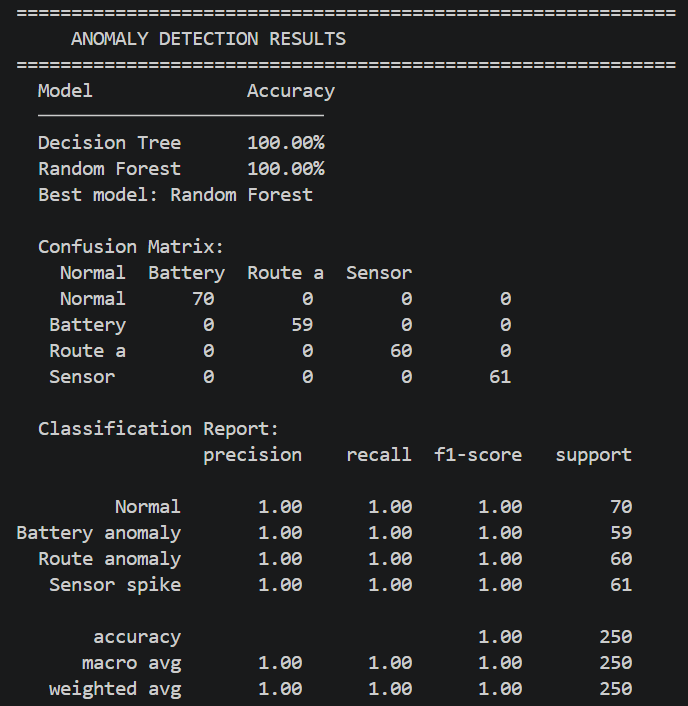 ============================================================
ANOMALY DETECTION RESULTS
============================================================
Model Accuracy
──────────────────────────
Decision Tree 100.00%
Random Forest 100.00%
Best model: Random Forest
Confusion Matrix:
Normal Battery Route a Sensor
Normal 70 0 0 0
Battery 0 59 0 0
Route a 0 0 60 0
Sensor 0 0 0 61
Classification Report:
precision recall f1-score support
Normal 1.00 1.00 1.00 70
Battery anomaly 1.00 1.00 1.00 59
Route anomaly 1.00 1.00 1.00 60
Sensor spike 1.00 1.00 1.00 61
accuracy 1.00 250
macro avg 1.00 1.00 1.00 250
weighted avg 1.00 1.00 1.00 250